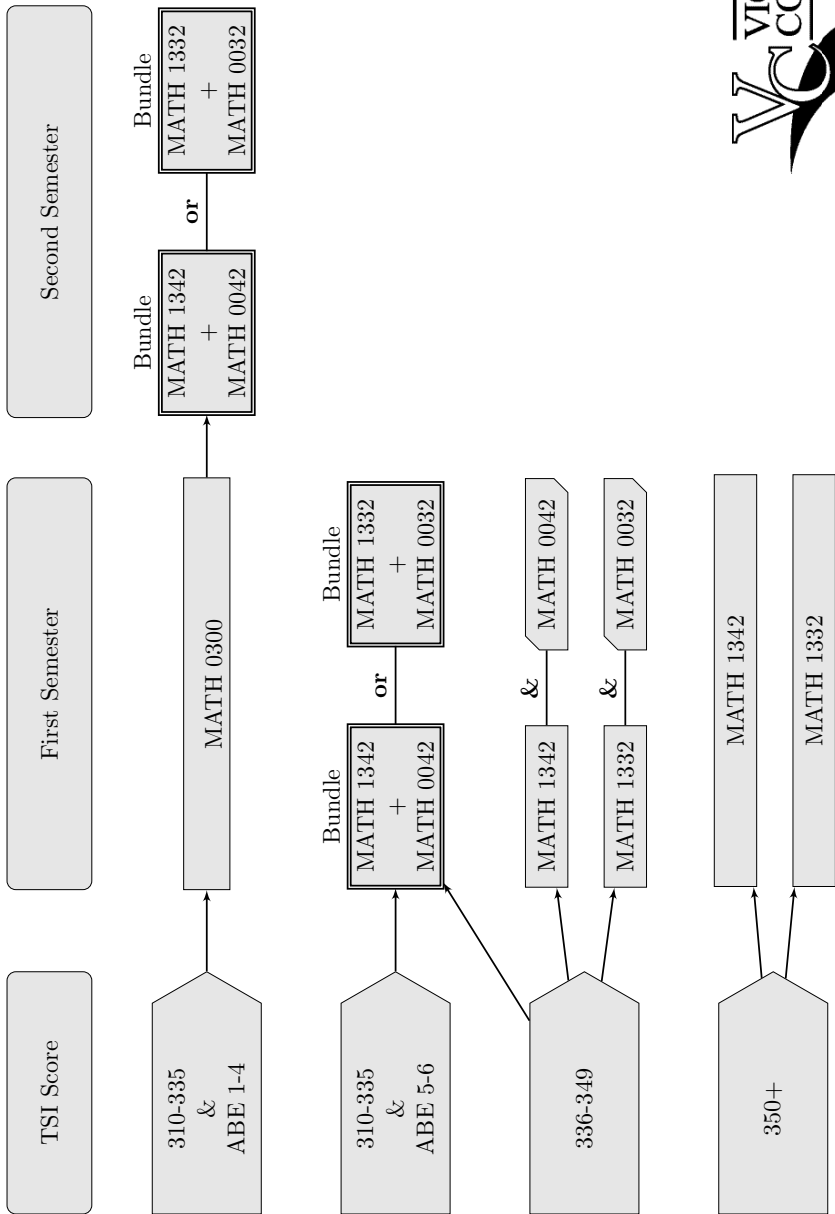 TSI Score
First Semester
Second Semester
310-335
&
ABE 1-4
MATH 0300
Bundle
MATH 1342
+
MATH 0042
or
Bundle
MATH 1332
+
MATH 0032
310-335
&
ABE 5-6
Bundle
MATH 1342
+
MATH 0042
or
Bundle
MATH 1332
+
MATH 0032
336-349
MATH 1342
&
MATH 0042
MATH 1332
&
MATH 0032
350+
MATH 1342
MATH 1332
VC